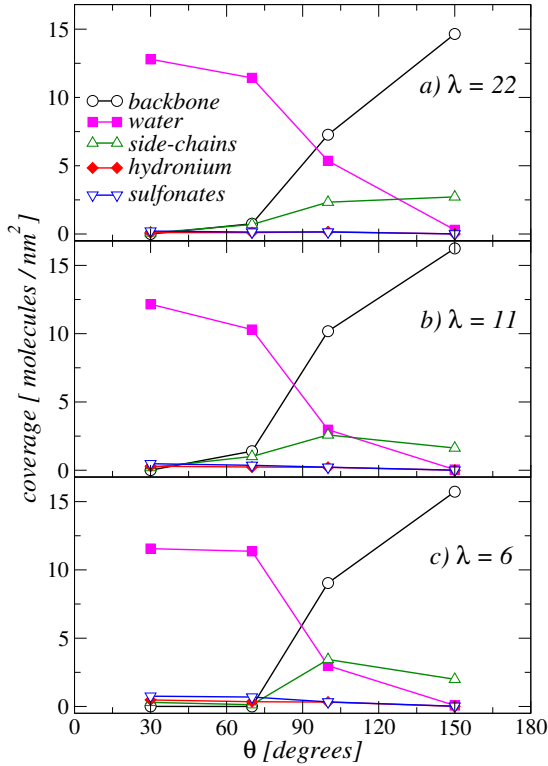 15
10
5
0
a) λ = 22
backbone
water
side-chains
hydronium
sulfonates
15
10
5
0
b) λ = 11
15
10
5
0
c) λ = 6
coverage [ molecules / nm²]
0 30 60 90 120 150 180
θ [degrees]